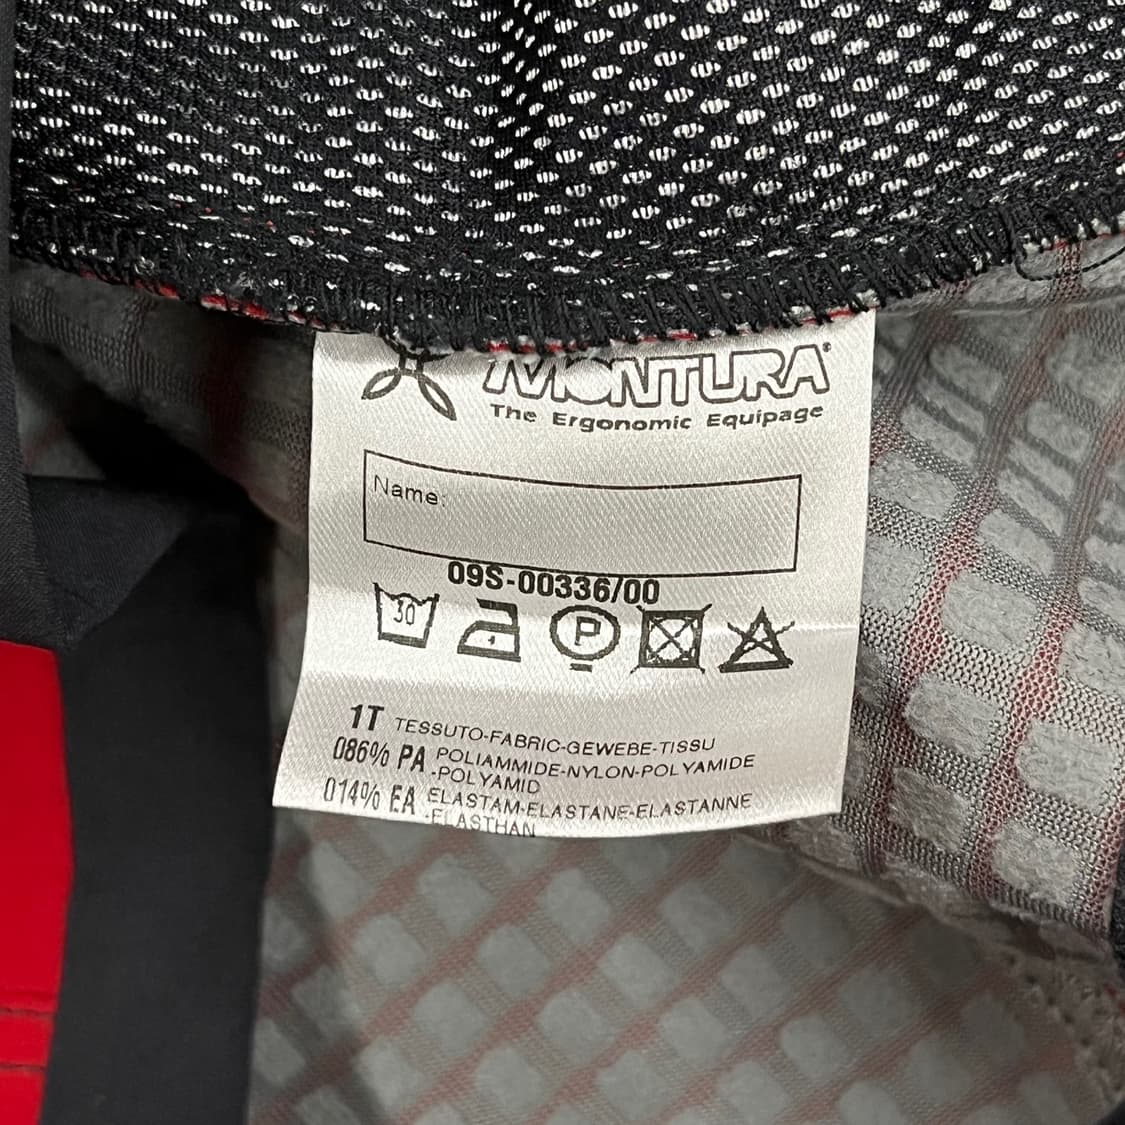 MONTURA®
The Ergonomic Equipage
Name:
09S-00336/00
30
P
1T TESSUTO-FABRIC-GEWEBE-TISSU
086% PA POLIAMMIDE-NYLON-POLYAMIDE
-POLYAMID
014% EA ELASTAM-ELASTANE-ELASTANNE
-ELASTHAN